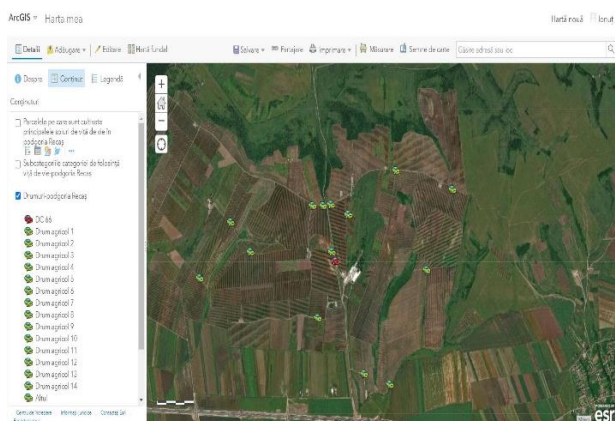 ArcGIS Harta mea
Hartă nouă Ionuț
Detalii Adăugare Editare Hartă fundal Salvare Partajare Imprimare Măsurare Semne de carte Găsire adresă sau loc
Despre Conținut Legendă
Conținuturi
Parcelele pe care sunt cultivate
principalele soiuri de viță de vie în
podgoria Recaș
Subcategoriile categoriei de folosință
viță de vie-podgoria Recaș
Drumuri-podgoria Recaș
DC 66
Drum agricol 1
Drum agricol 2
Drum agricol 3
Drum agricol 4
Drum agricol 5
Drum agricol 6
Drum agricol 7
Drum agricol 8
Drum agricol 9
Drum agricol 10
Drum agricol 11
Drum agricol 12
Drum agricol 13
Drum agricol 14
Altul
esri